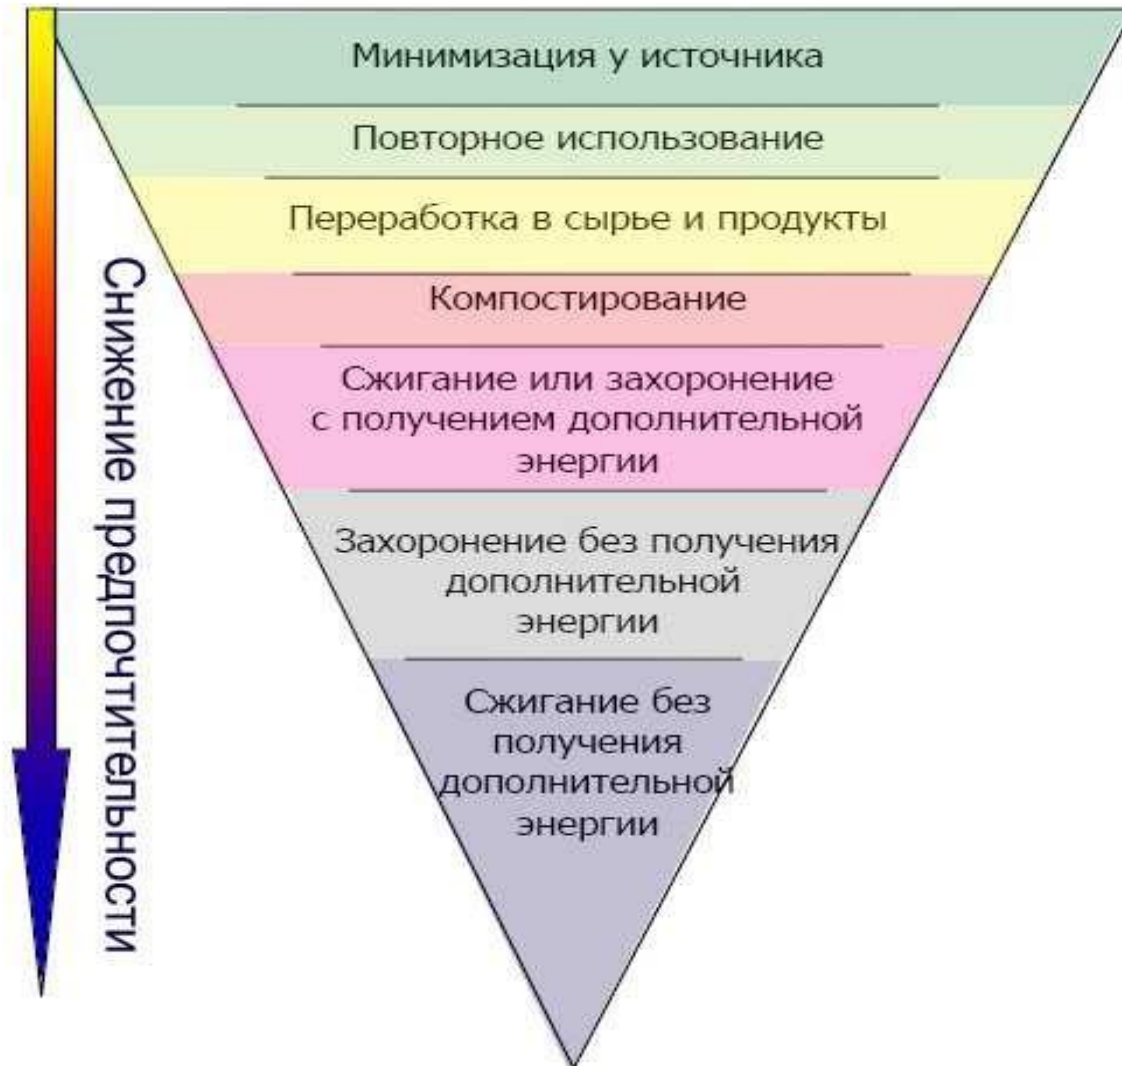 Минимизация у источника
Повторное использование
Переработка в сырье и продукты
Компостирование
Сжигание или захоронение
с получением дополнительной
энергии
Захоронение без получения
дополнительной
энергии
Сжигание без
получения
дополнительной
энергии
Снижение предпочтительности